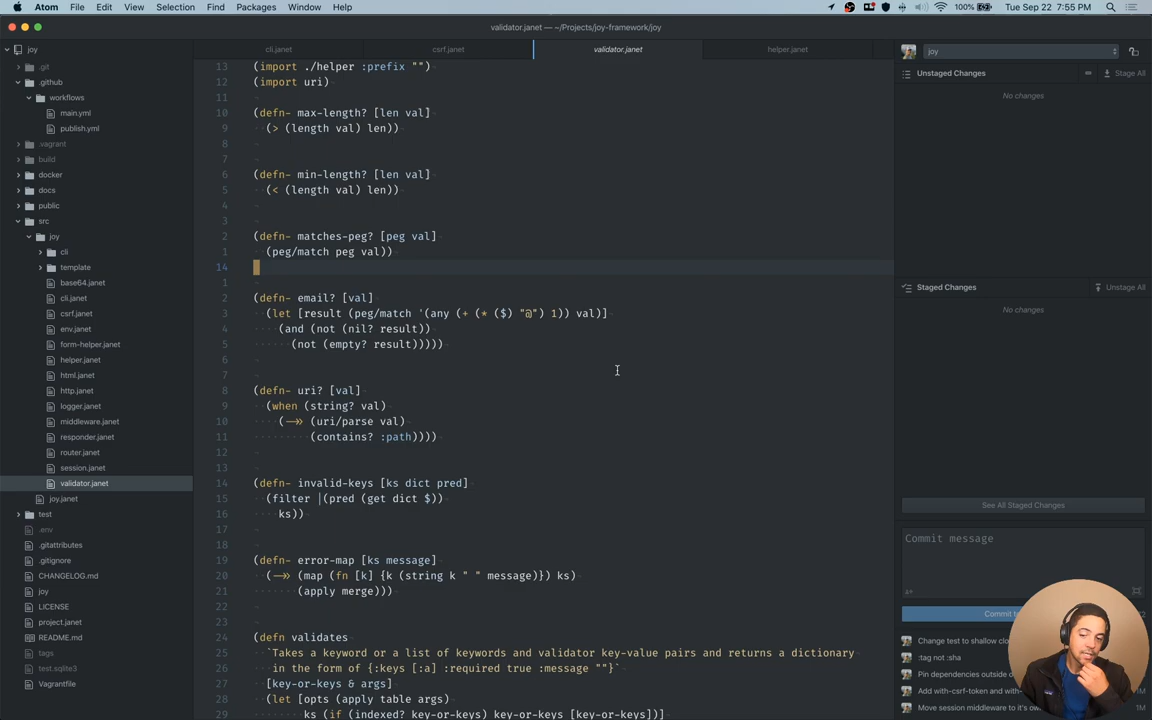 Atom File Edit View Selection Find Packages Window Help
100% Tue Sep 22 7:55 PM
validator.janet — ~/Projects/joy-framework/joy
joy
.git
.github
workflows
main.yml
publish.yml
.vagrant
build
docker
docs
public
src
joy
cli
template
base64.janet
cli.janet
csrf.janet
env.janet
form-helper.janet
helper.janet
html.janet
http.janet
logger.janet
middleware.janet
responder.janet
router.janet
session.janet
validator.janet
joy.janet
test
.env
.gitattributes
.gitignore
CHANGELOG.md
joy
LICENSE
project.janet
README.md
tags
test.sqlite3
Vagrantfile
cli.janet csrf.janet validator.janet helper.janet
13 (import ./helper :prefix "")
12 (import uri)
11
10 (defn- max-length? [len val]
9 (> (length val) len))
8
7
6 (defn- min-length? [len val]
5 (< (length val) len))
4
3
2 (defn- matches-peg? [peg val]
1 (peg/match peg val))
14
1
2 (defn- email? [val]
3 (let [result (peg/match '(any (+ (* ($) "@") 1)) val)]
4 (and (not (nil? result))
5 (not (empty? result)))))
6
7
8 (defn- uri? [val]
9 (when (string? val)
10 (->> (uri/parse val)
11 (contains? :path))))
12
13
14 (defn- invalid-keys [ks dict pred]
15 (filter |(pred (get dict $))
16 ks))
17
18
19 (defn- error-map [ks message]
20 (->> (map (fn [k] {k (string k " " message)}) ks)
21 (apply merge)))
22
23
24 (defn validates
25 `Takes a keyword or a list of keywords and validator key-value pairs and returns a dictionary
26 in the form of {:keys [:a] :required true :message ""}`
27 [key-or-keys & args]
28 (let [opts (apply table args)
29 ks (if (indexed? key-or-keys) key-or-keys [key-or-keys])]
joy
Unstaged Changes Stage All
No changes
Staged Changes Unstage All
No changes
See All Staged Changes
Commit message
Commit
Change test to shallow clo
:tag not :sha
Pin dependencies outside
Add with-csrf-token and with-
Move session middleware to it's